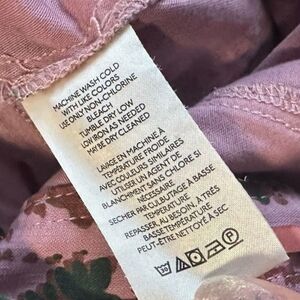 MACHINE WASH COLD
WITH LIKE COLORS
USE ONLY NON-CHLORINE
BLEACH
TUMBLE DRY LOW
LOW IRON AS NEEDED
MAY BE DRY CLEANED
LAVAGE EN MACHINE À
TEMPÉRATURE FROIDE
AVEC COULEURS SIMILAIRES
UTILISER UN AGENT DE
BLANCHIMENT SANS CHLORE SI
NÉCESSAIRE
SÉCHER PAR CULBUTAGE À BASSE
TEMPÉRATURE
REPASSER AU BESOIN, À TRÈS
BASSE TEMPÉRATURE
PEUT ÊTRE NETTOYÉ À SEC
30
P